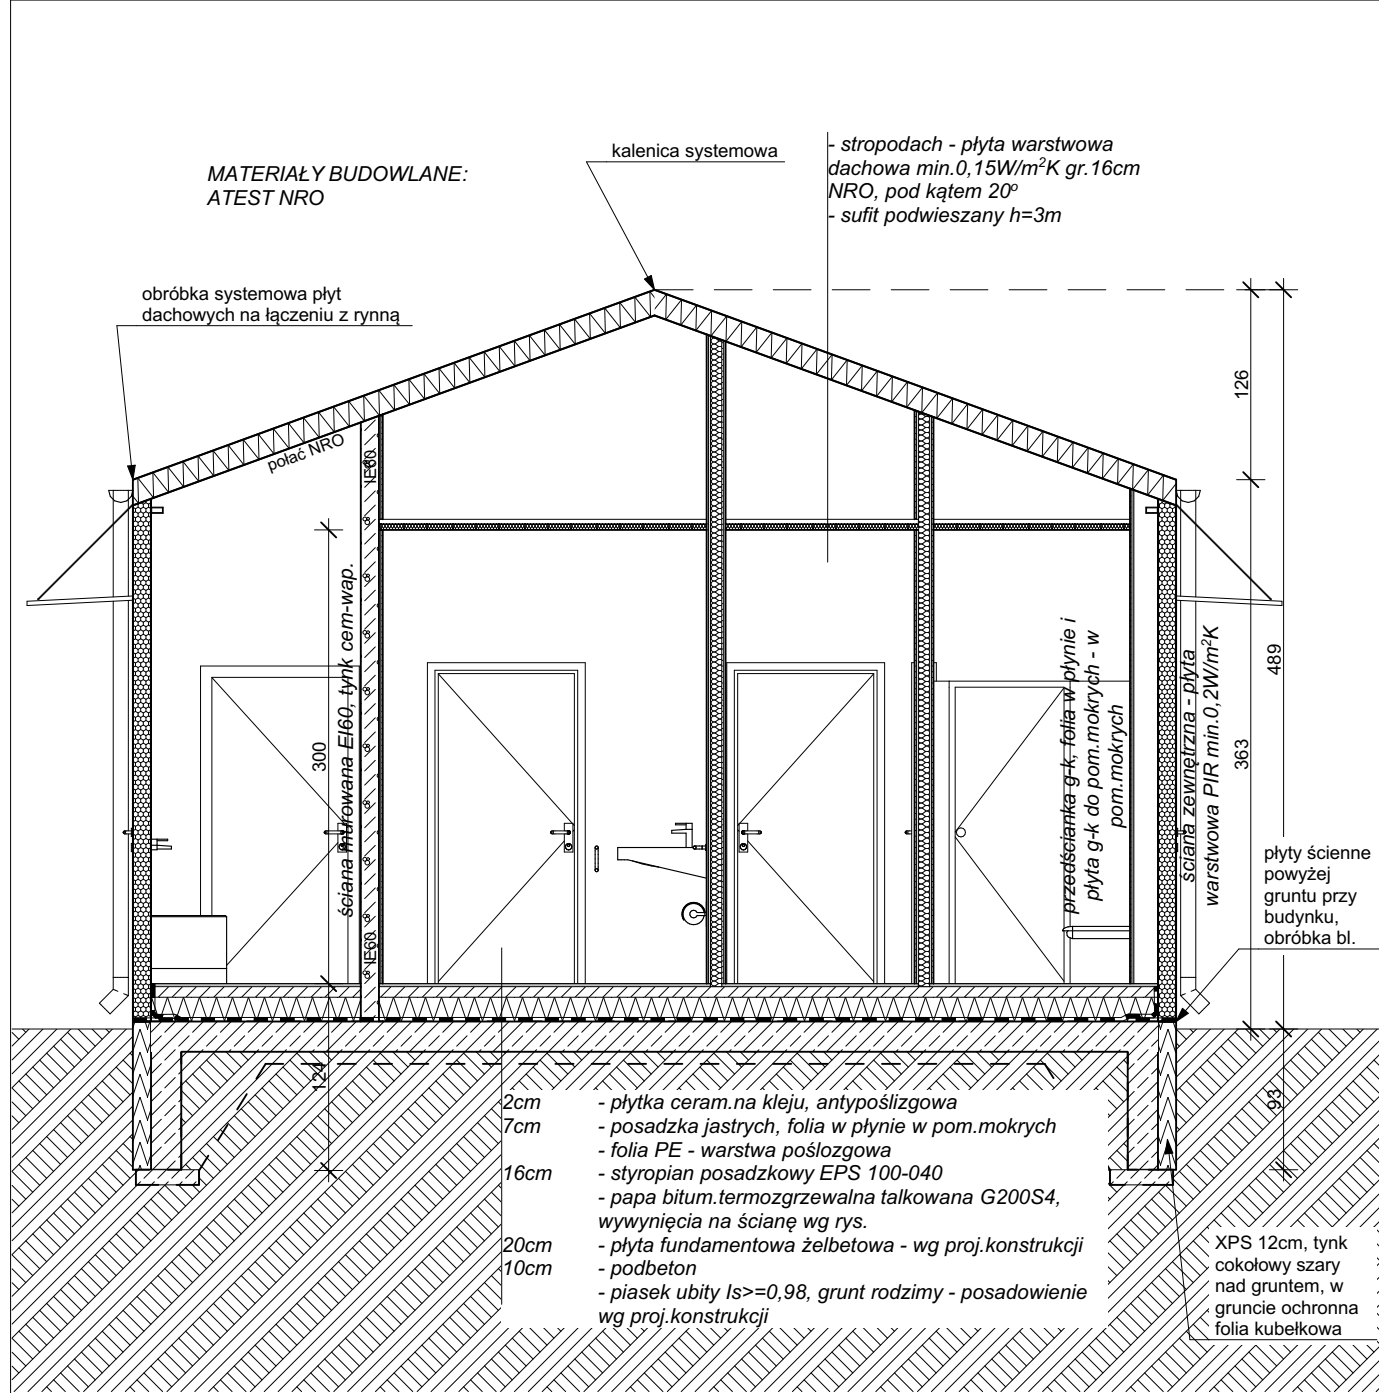 MATERIAŁY BUDOWLANE:
ATEST NRO
kalenica systemowa
- stropodach - płyta warstwowa
dachowa min.0,15W/m²K gr.16cm
NRO, pod kątem 20º
- sufit podwieszany h=3m
obróbka systemowa płyt
dachowych na łączeniu z rynną
połać NRO
IE60
126
489
363
300
ściana murowana EI60, tynk cem-wap.
IE60
przedścianka g-k, folia w płynie i
płyta g-k do pom.mokrych - w
pom.mokrych
ściana zewnętrzna - płyta
warstwowa PIR min.0,2W/m²K
płyty ścienne
powyżej
gruntu przy
budynku,
obróbka bl.
124
93
2cm - płytka ceram.na kleju, antypoślizgowa
7cm - posadzka jastrych, folia w płynie w pom.mokrych
- folia PE - warstwa poślozgowa
16cm - styropian posadzkowy EPS 100-040
- papa bitum.termozgrzewalna talkowana G200S4,
wywynięcia na ścianę wg rys.
20cm - płyta fundamentowa żelbetowa - wg proj.konstrukcji
10cm - podbeton
- piasek ubity Is>=0,98, grunt rodzimy - posadowienie
wg proj.konstrukcji
XPS 12cm, tynk
cokołowy szary
nad gruntem, w
gruncie ochronna
folia kubełkowa